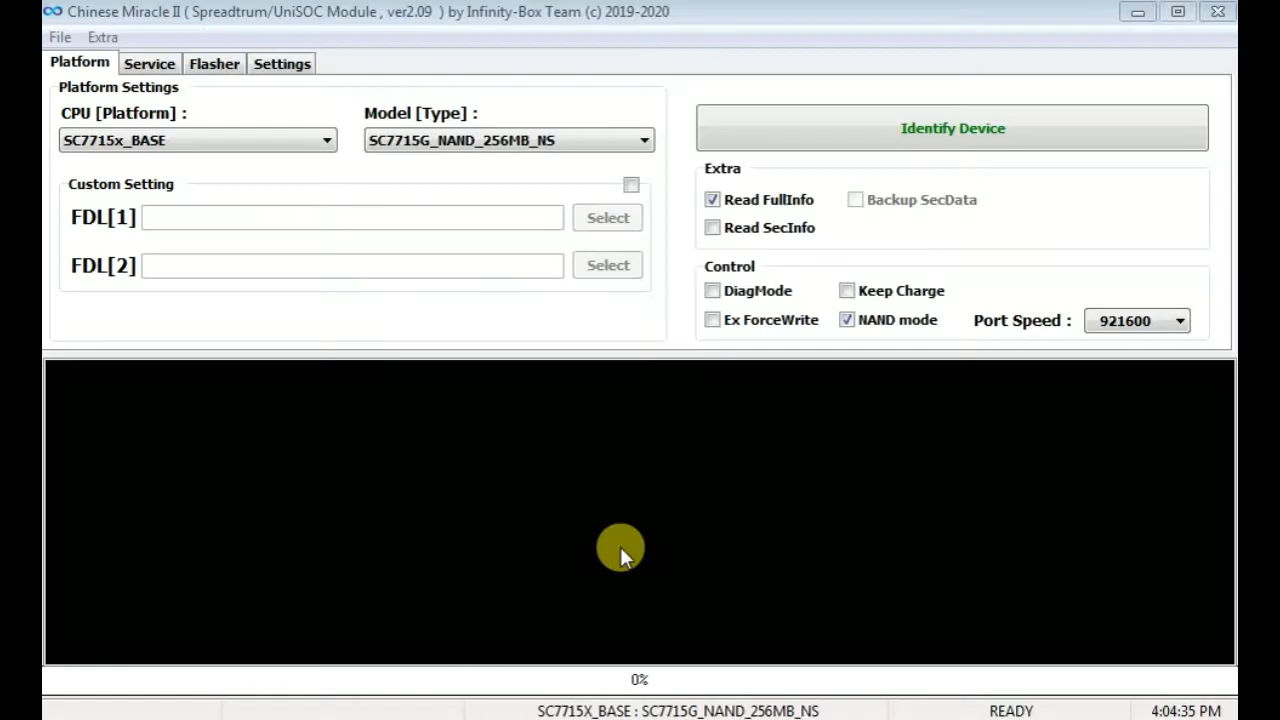 Chinese Miracle II ( Spreadtrum/UniSOC Module , ver2.09 ) by Infinity-Box Team (c) 2019-2020
File Extra
Platform Service Flasher Settings
Platform Settings
CPU [Platform] : Model [Type] :
SC7715x_BASE SC7715G_NAND_256MB_NS
Identify Device
Custom Setting
FDL[1] Select
FDL[2] Select
Extra
Read FullInfo Backup SecData
Read SecInfo
Control
DiagMode Keep Charge
Ex ForceWrite NAND mode Port Speed : 921600
0%
SC7715X_BASE : SC7715G_NAND_256MB_NS READY 4:04:35 PM